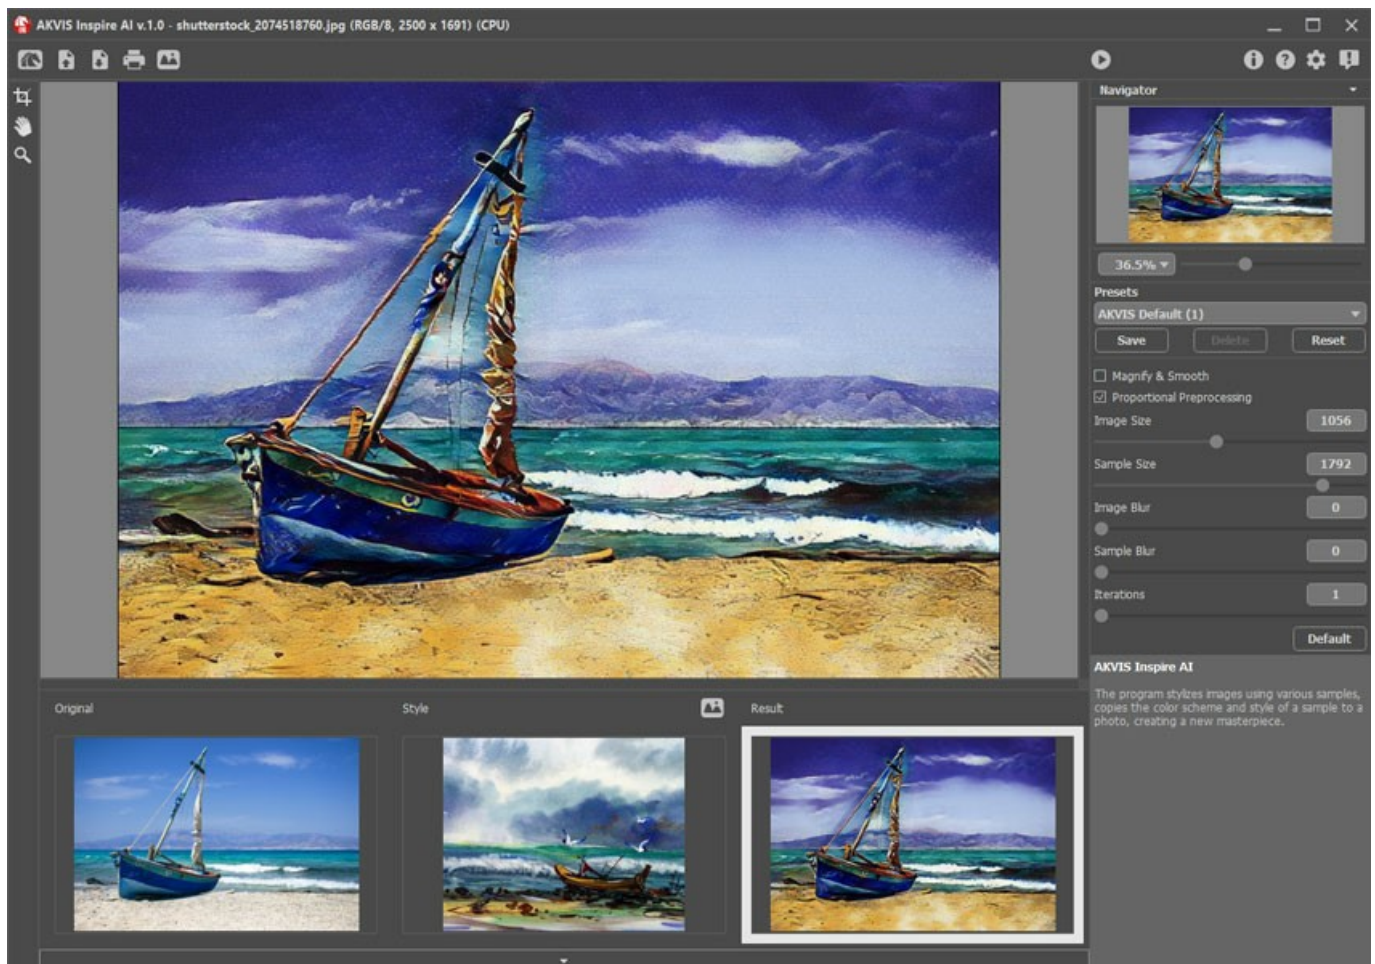 AKVIS Inspire AI v.1.0 - shutterstock_2074518760.jpg (RGB/8, 2500 x 1691) (CPU)
Navigator
36.5%
Presets
AKVIS Default (1)
Save Delete Reset
Magnify & Smooth
Proportional Preprocessing
Image Size 1056
Sample Size 1792
Image Blur 0
Sample Blur 0
Iterations 1
Default
AKVIS Inspire AI
The program stylizes images using various samples,
copies the color scheme and style of a sample to a
photo, creating a new masterpiece.
Original Style Result